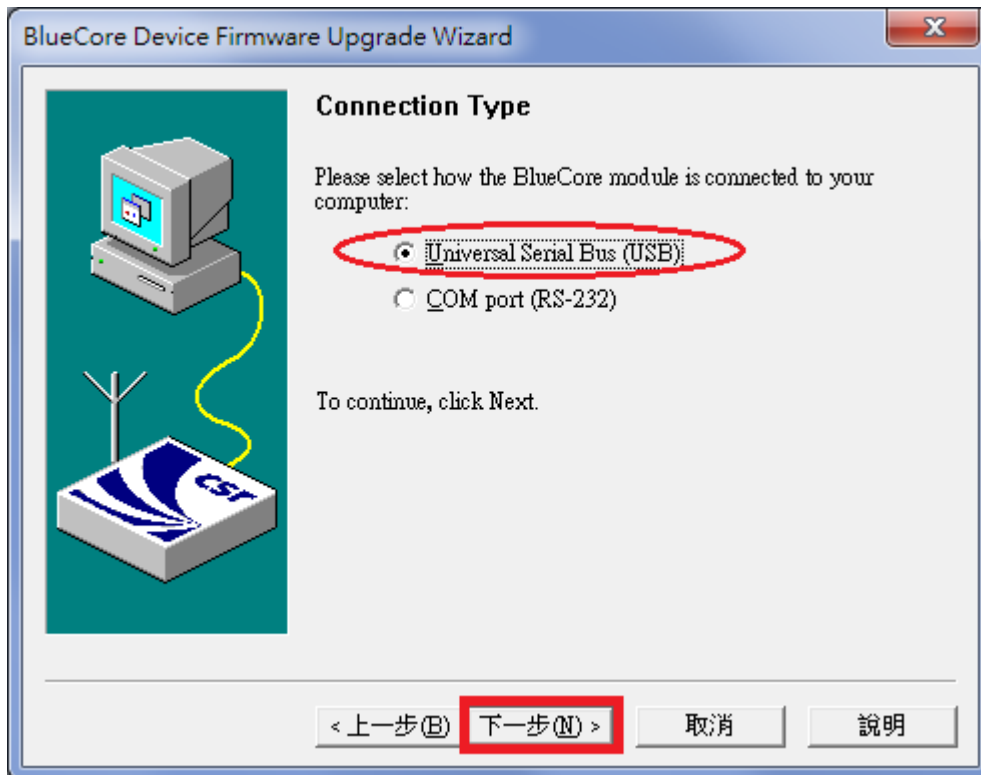 BlueCore Device Firmware Upgrade Wizard
Connection Type
Please select how the BlueCore module is connected to your
computer:
Universal Serial Bus (USB)
COM port (RS-232)
To continue, click Next.
csr
<上一步(B) 下一步(N)> 取消 說明